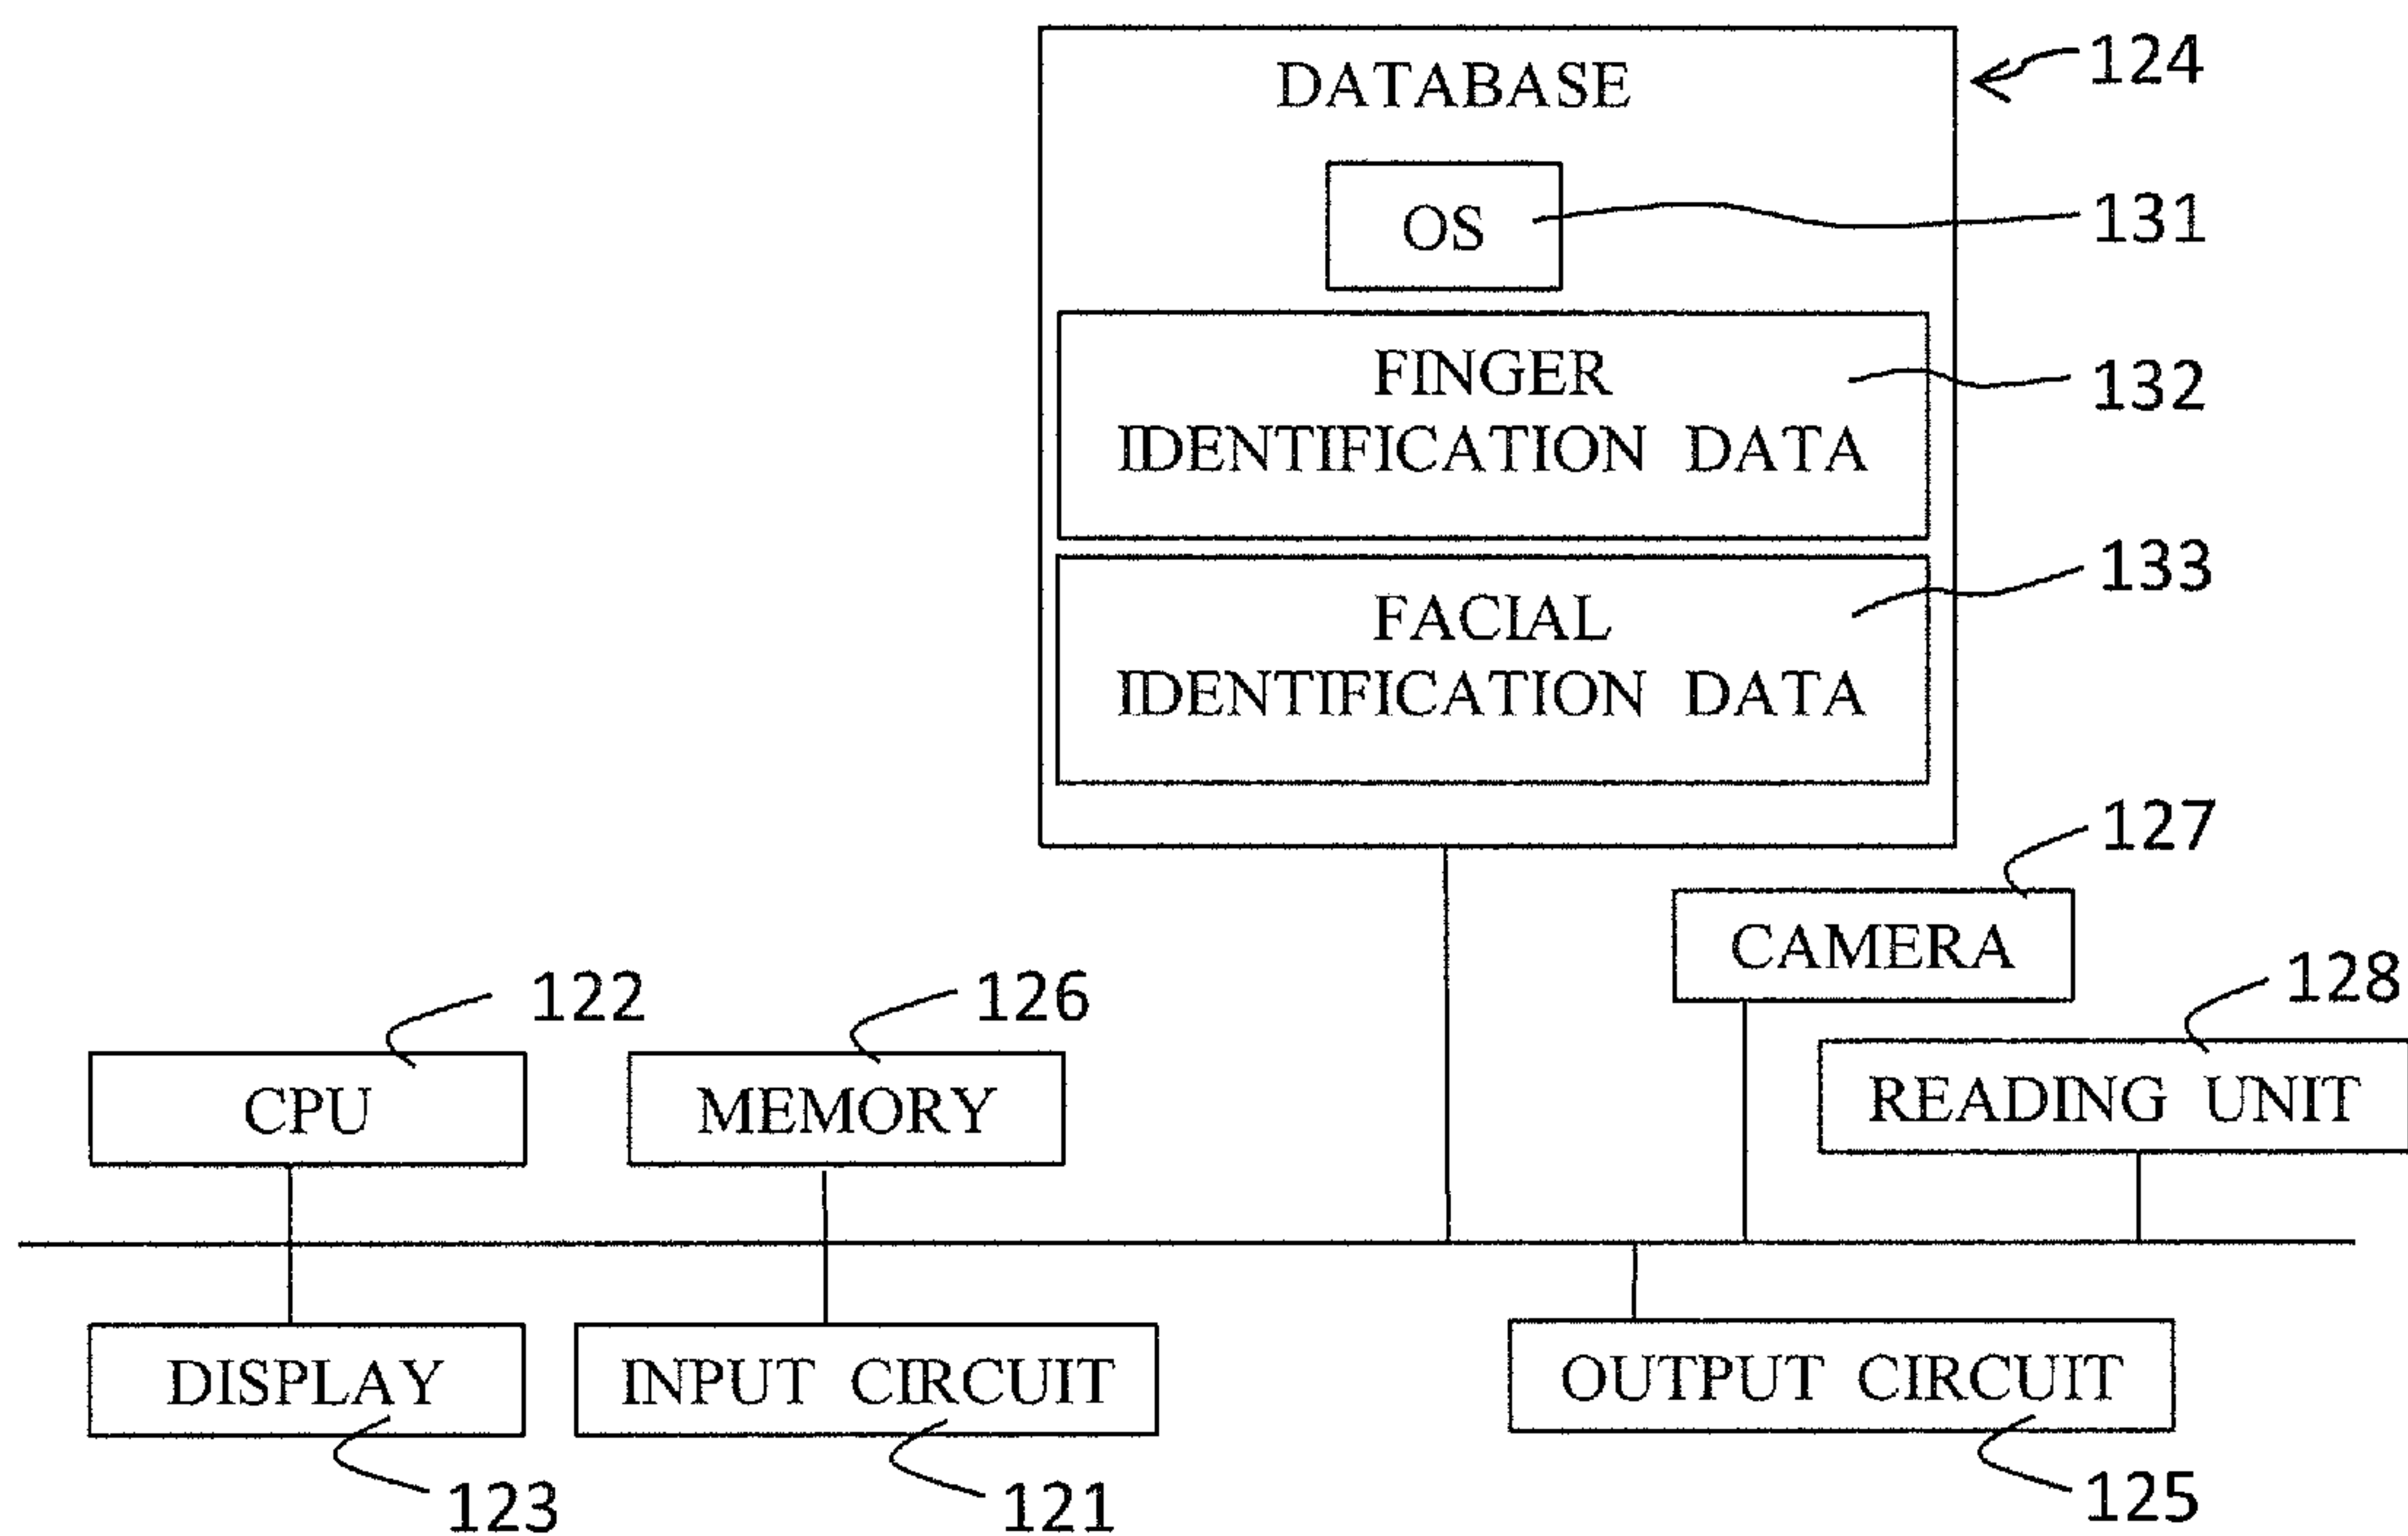 DATABASE
124
OS
131
FINGER
IDENTIFICATION DATA
132
FACIAL
IDENTIFICATION DATA
133
127
CAMERA
122
126
128
CPU
MEMORY
READING UNIT
DISPLAY
INPUT CIRCUIT
OUTPUT CIRCUIT
123
121
125